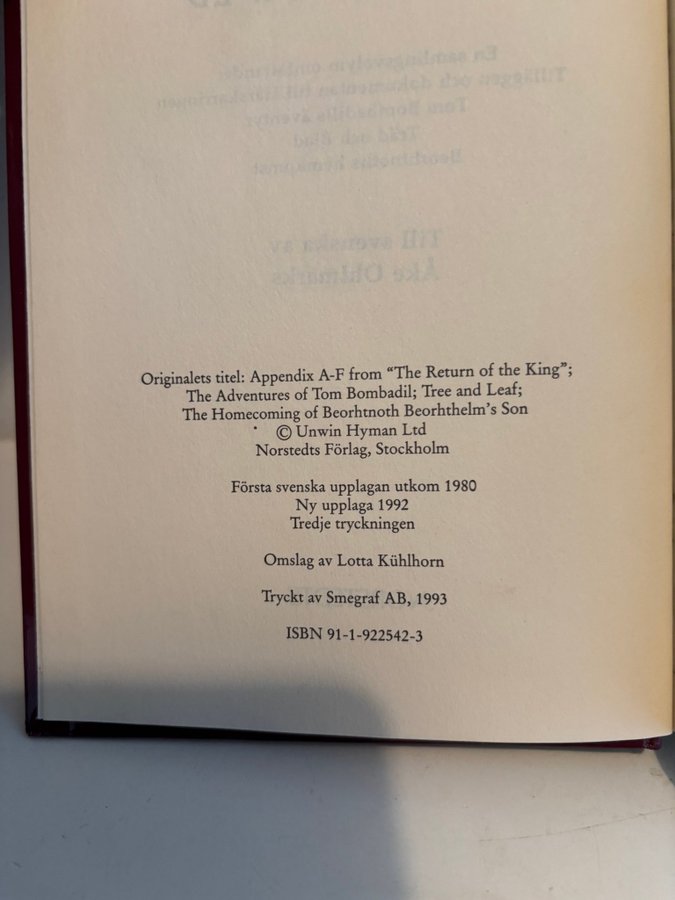 Originalets titel: Appendix A-F from “The Return of the King”;
The Adventures of Tom Bombadil; Tree and Leaf;
The Homecoming of Beorhtnoth Beorhthelm’s Son
© Unwin Hyman Ltd
Norstedts Förlag, Stockholm
Första svenska upplagan utkom 1980
Ny upplaga 1992
Tredje tryckningen
Omslag av Lotta Kühlhorn
Tryckt av Smegraf AB, 1993
ISBN 91-1-922542-3